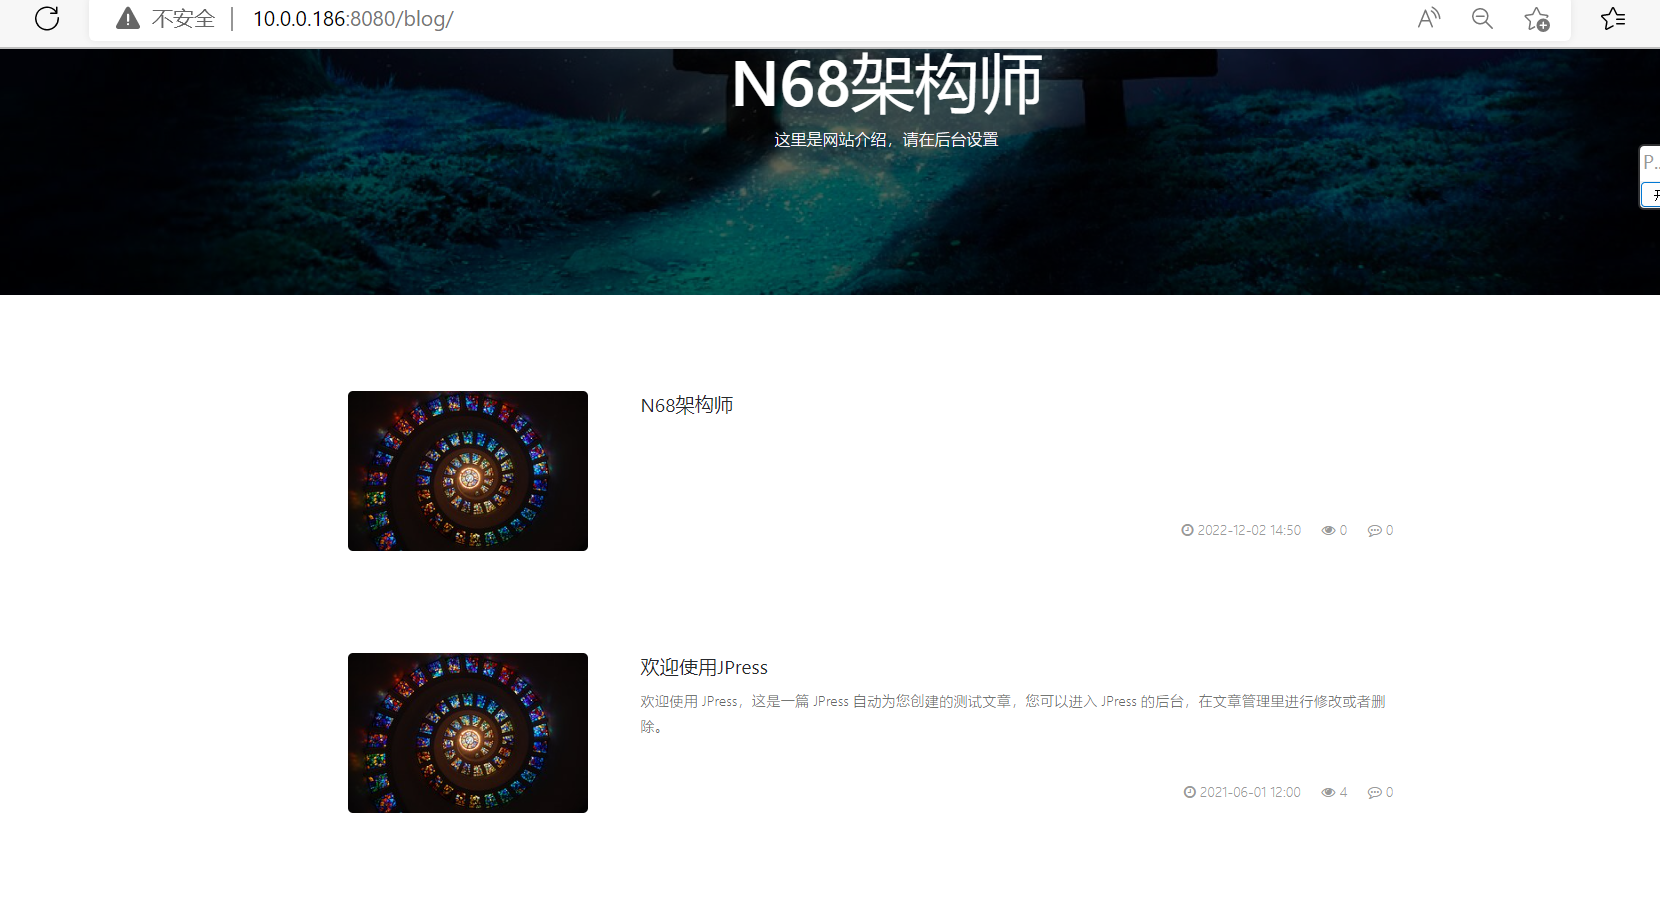 不安全 10.0.0.186:8080/blog/
N68架构师
这里是网站介绍，请在后台设置
P...
N68架构师
2022-12-02 14:50 0 0
欢迎使用JPress
欢迎使用 JPress，这是一篇 JPress 自动为您创建的测试文章，您可以进入 JPress 的后台，在文章管理里进行修改或者删
除。
2021-06-01 12:00 4 0